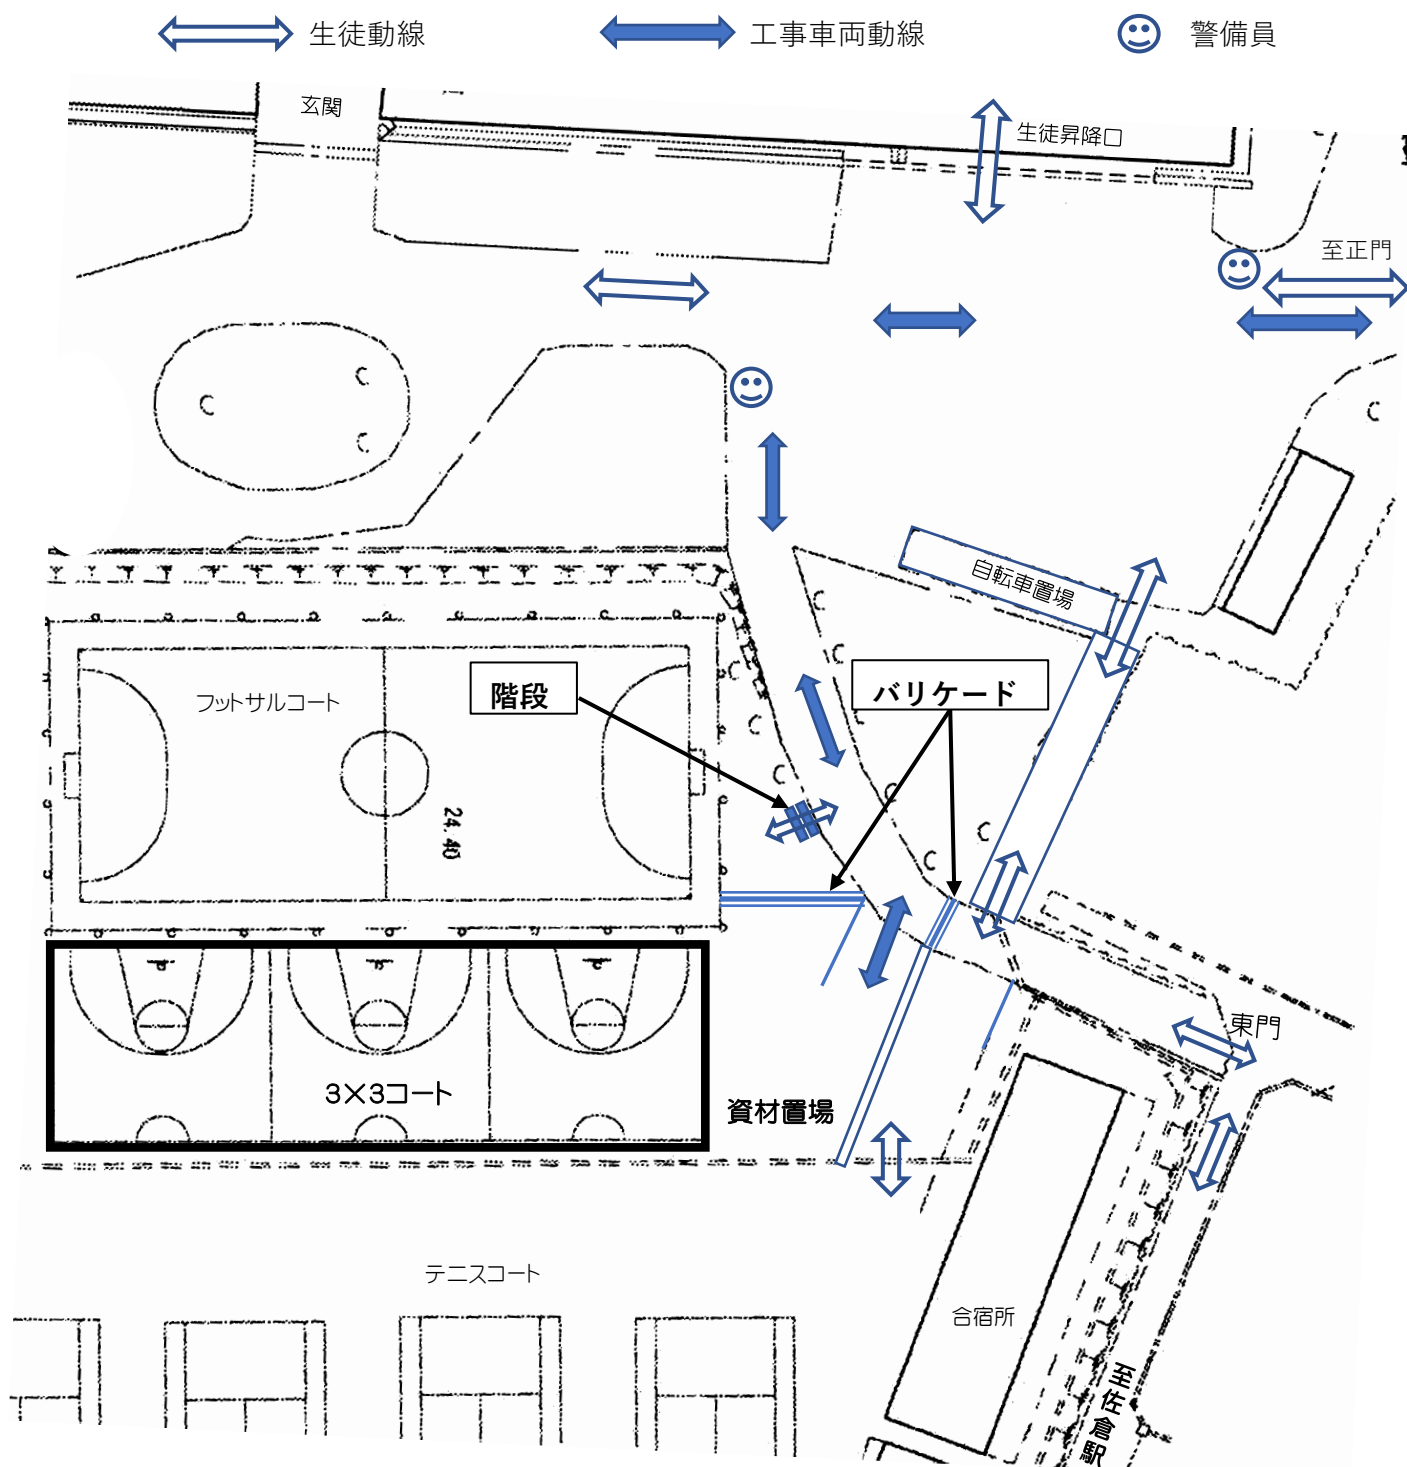 生徒動線
工事車両動線
警備員
玄関
生徒昇降口
至正門
自転車置場
階段
バリケード
フットサルコート
24.40
3×3コート
資材置場
東門
テニスコート
合宿所
至佐倉駅